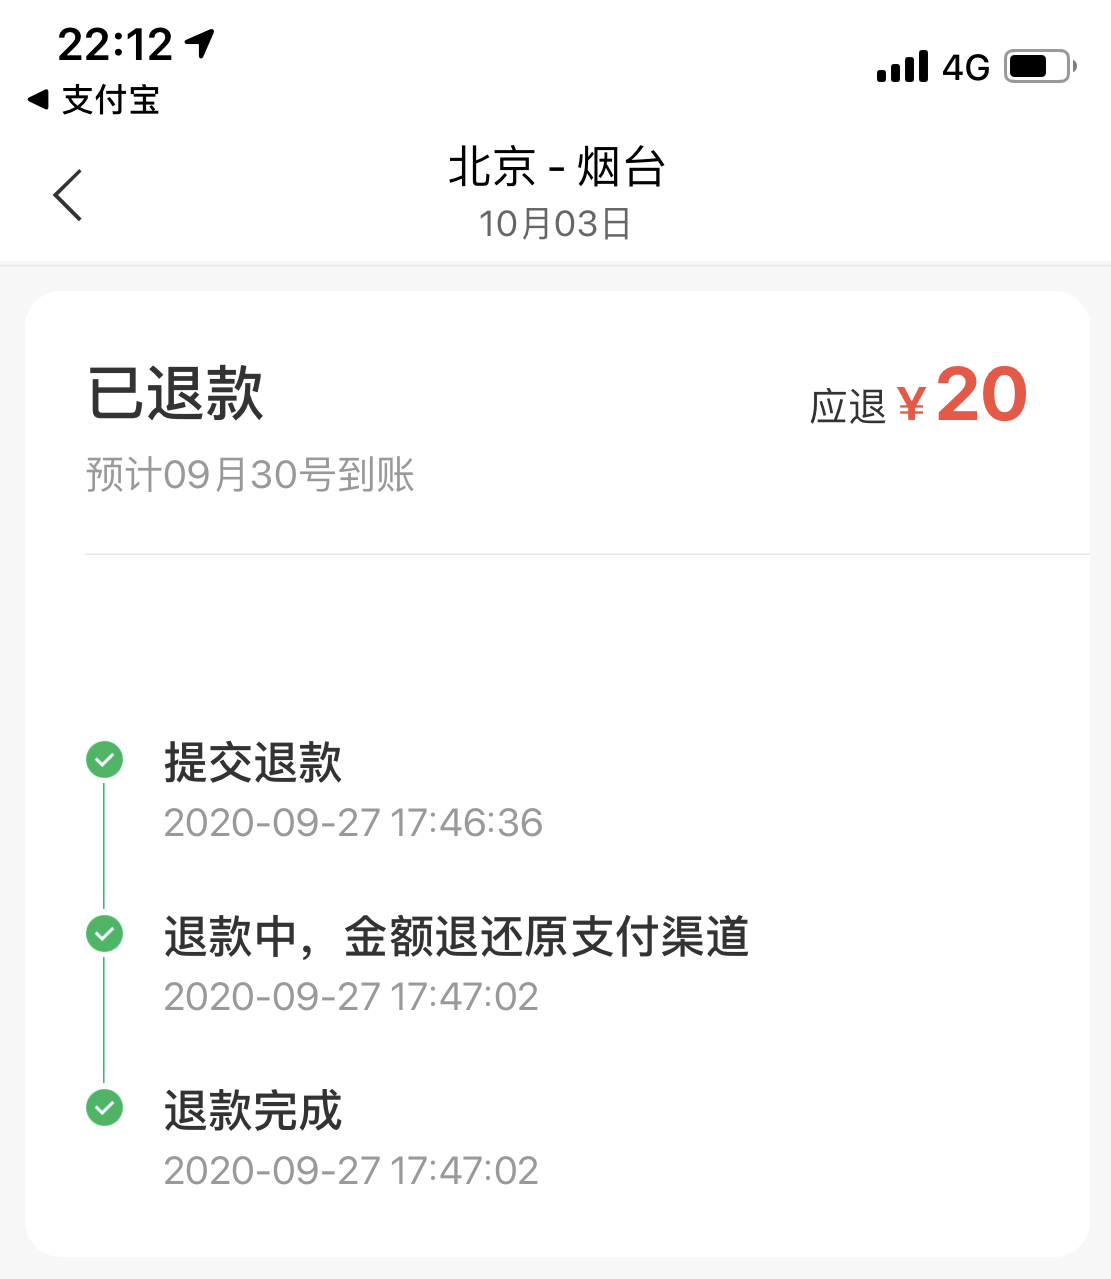 22:12
4G
支付宝
北京 - 烟台
10月03日
已退款
应退 ¥20
预计09月30号到账
提交退款
2020-09-27 17:46:36
退款中，金额退还原支付渠道
2020-09-27 17:47:02
退款完成
2020-09-27 17:47:02